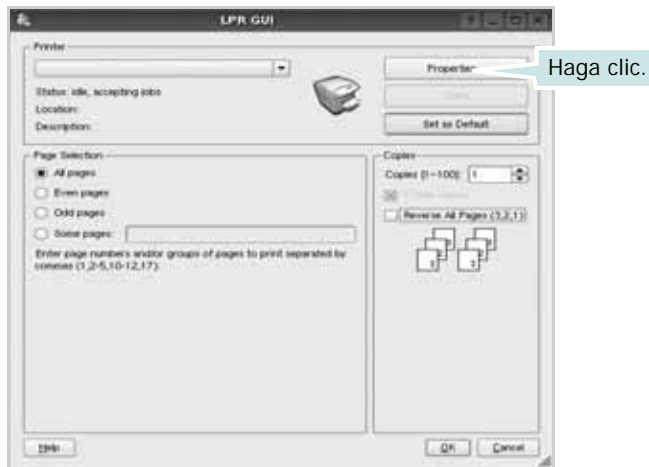 LPR GUI
Printer
Properties
Haga clic.
Status: idle, accepting jobs
Location:
Description:
Set as Default
Page Selection
All pages
Even pages
Odd pages
Some pages:
Enter page numbers and/or groups of pages to print separated by
commas (1,2-5,10-12,17).
Copies
Copies [1~100]: 1
Reverse All Pages (3,2,1)
Help
OK
Cancel